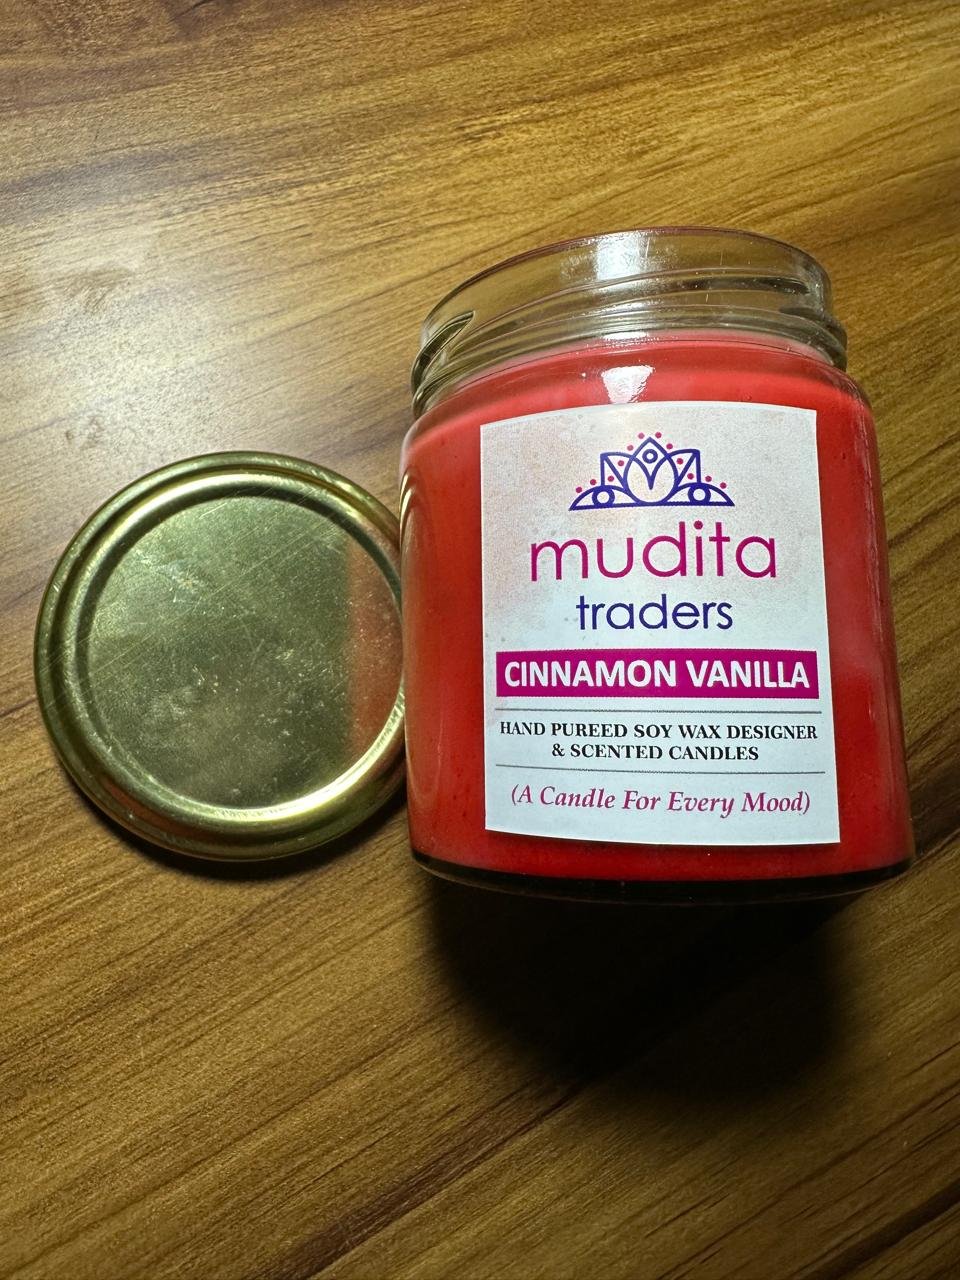 mudita
traders
CINNAMON VANILLA
HAND PUREED SOY WAX DESIGNER
& SCENTED CANDLES
(A Candle For Every Mood)